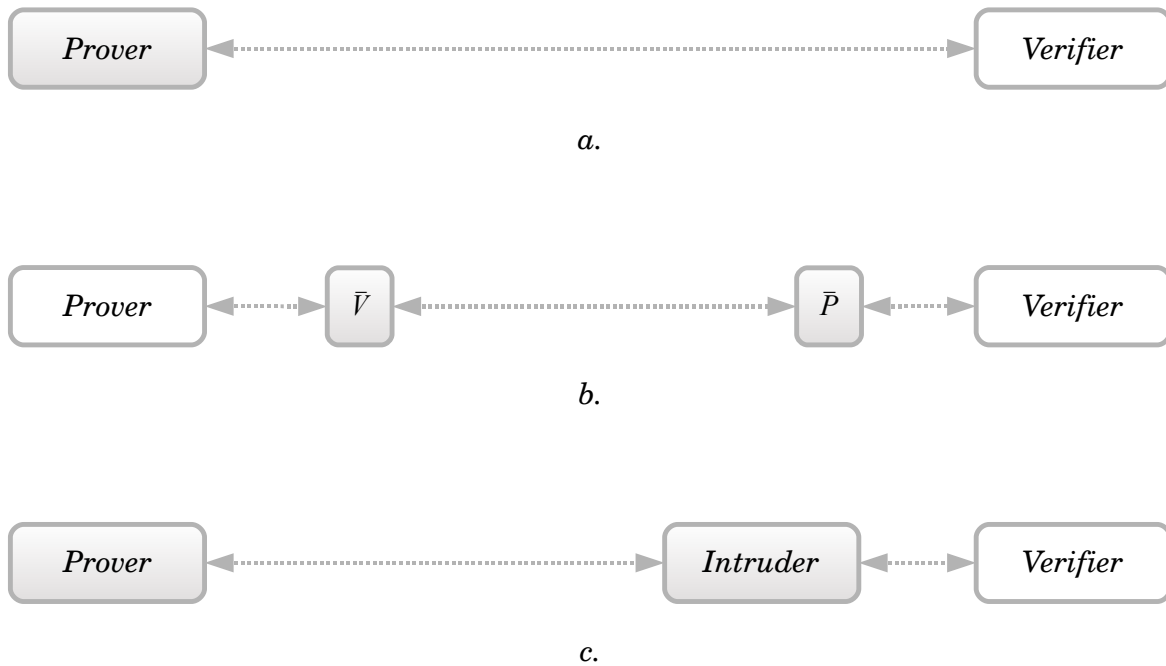 Prover Verifier
a.
Prover V̄ P̄ Verifier
b.
Prover Intruder Verifier
c.